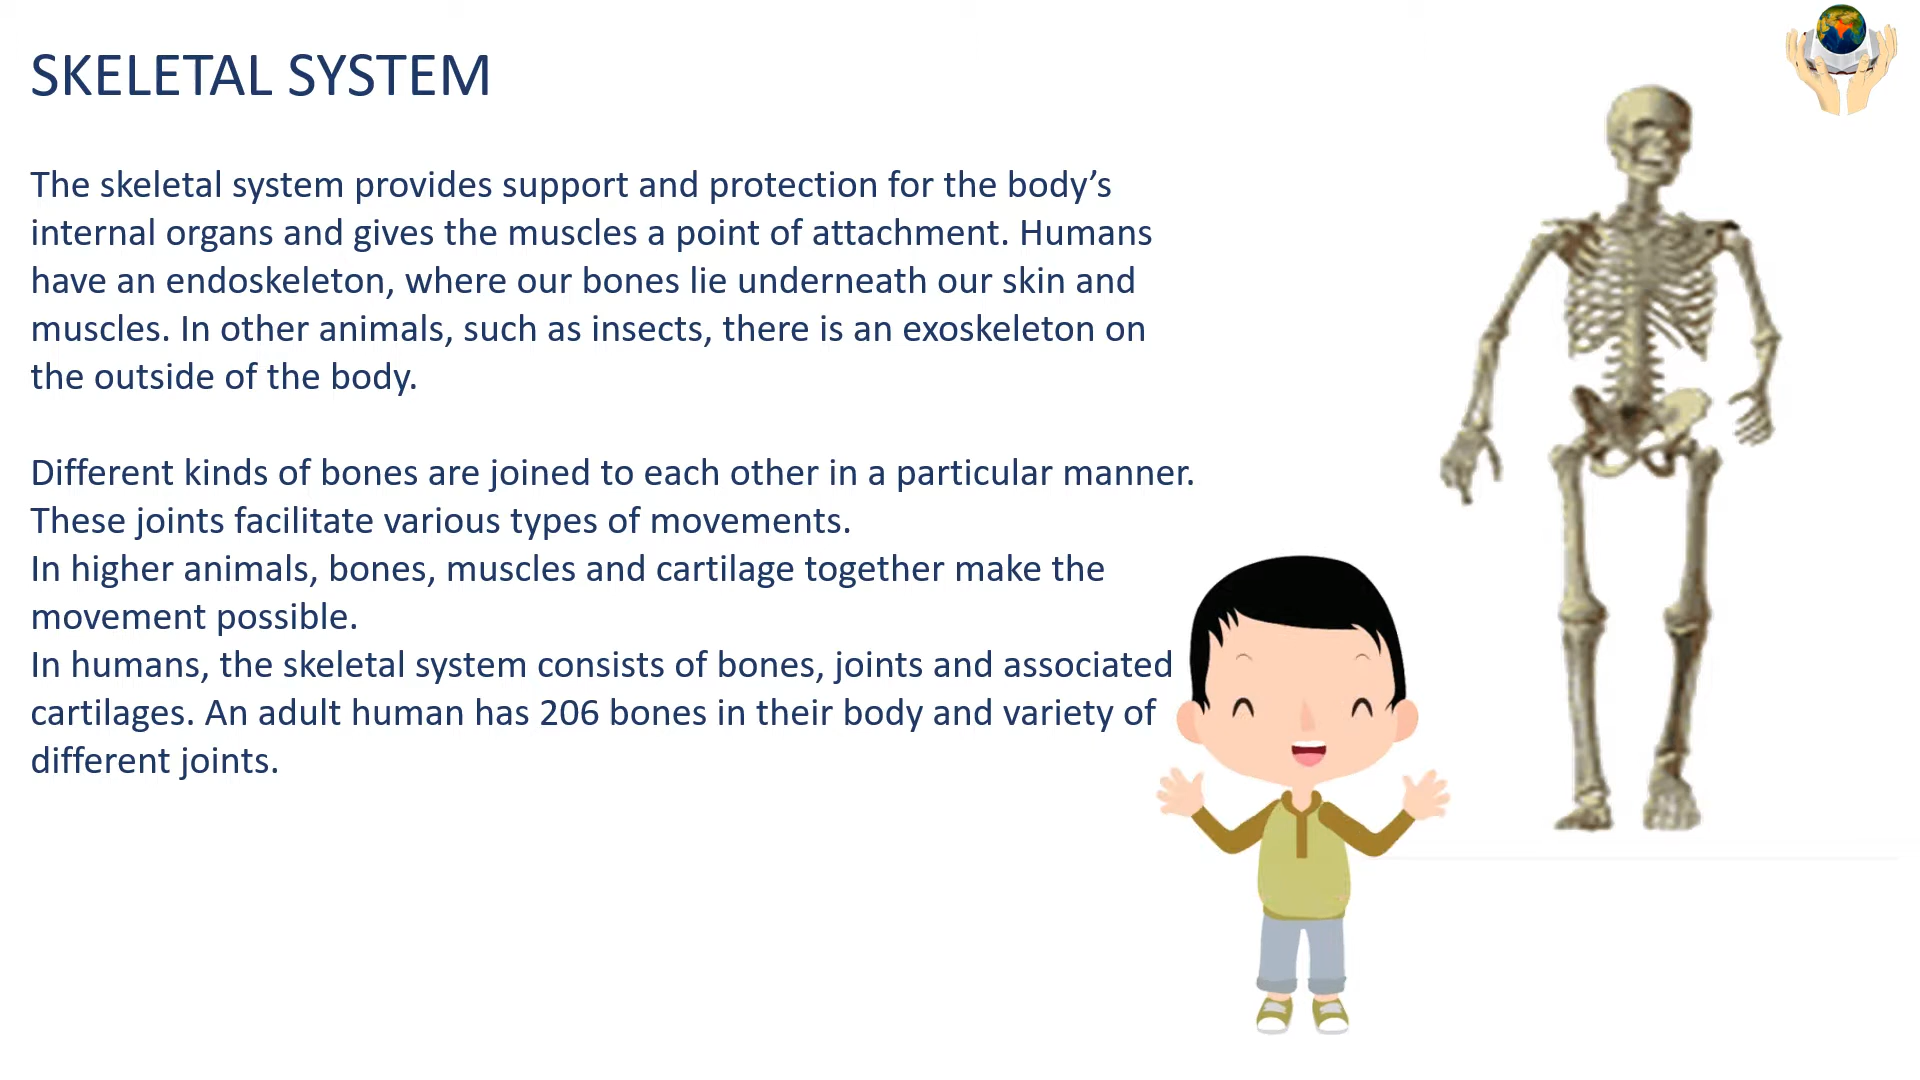 SKELETAL SYSTEM
The skeletal system provides support and protection for the body’s
internal organs and gives the muscles a point of attachment. Humans
have an endoskeleton, where our bones lie underneath our skin and
muscles. In other animals, such as insects, there is an exoskeleton on
the outside of the body.
Different kinds of bones are joined to each other in a particular manner.
These joints facilitate various types of movements.
In higher animals, bones, muscles and cartilage together make the
movement possible.
In humans, the skeletal system consists of bones, joints and associated
cartilages. An adult human has 206 bones in their body and variety of
different joints.